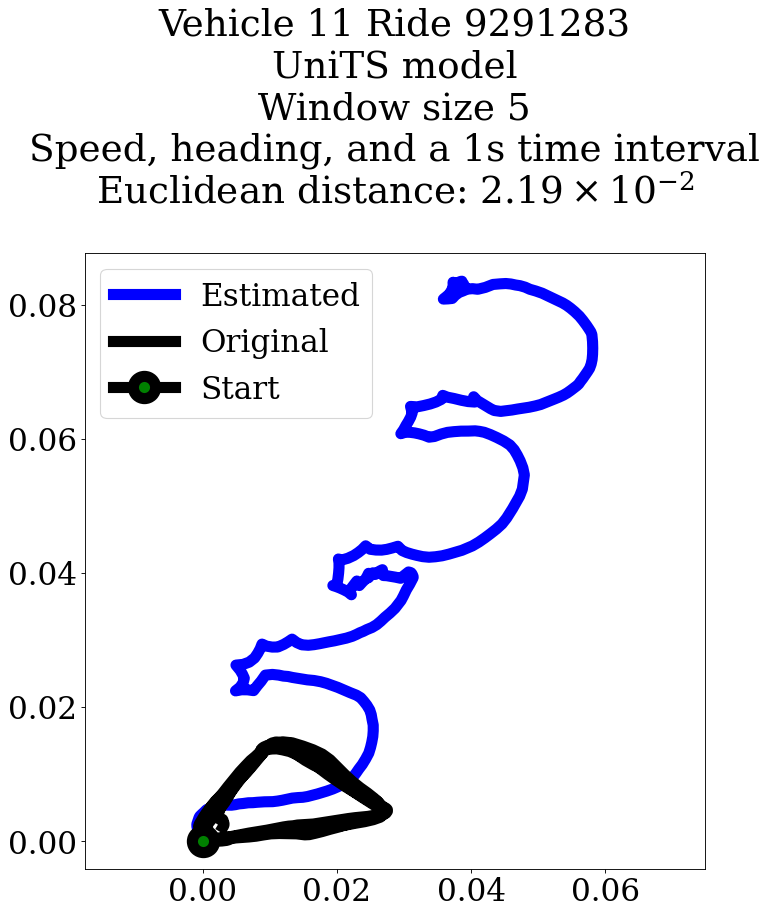 Vehicle 11 Ride 9291283
UniTS model
Window size 5
Speed, heading, and a 1s time interval
Euclidean distance: 2.19 × 10⁻²
Estimated
Original
Start
0.08
0.06
0.04
0.02
0.00
0.00 0.02 0.04 0.06